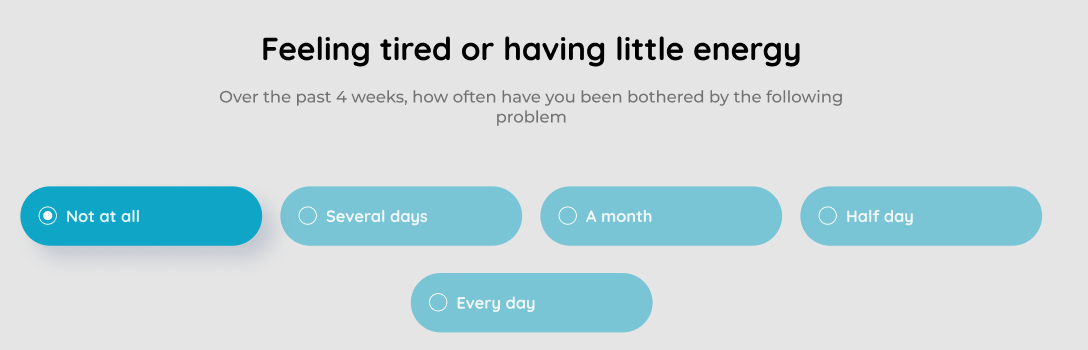 Feeling tired or having little energy
Over the past 4 weeks, how often have you been bothered by the following
problem
Not at all
Several days
A month
Half day
Every day